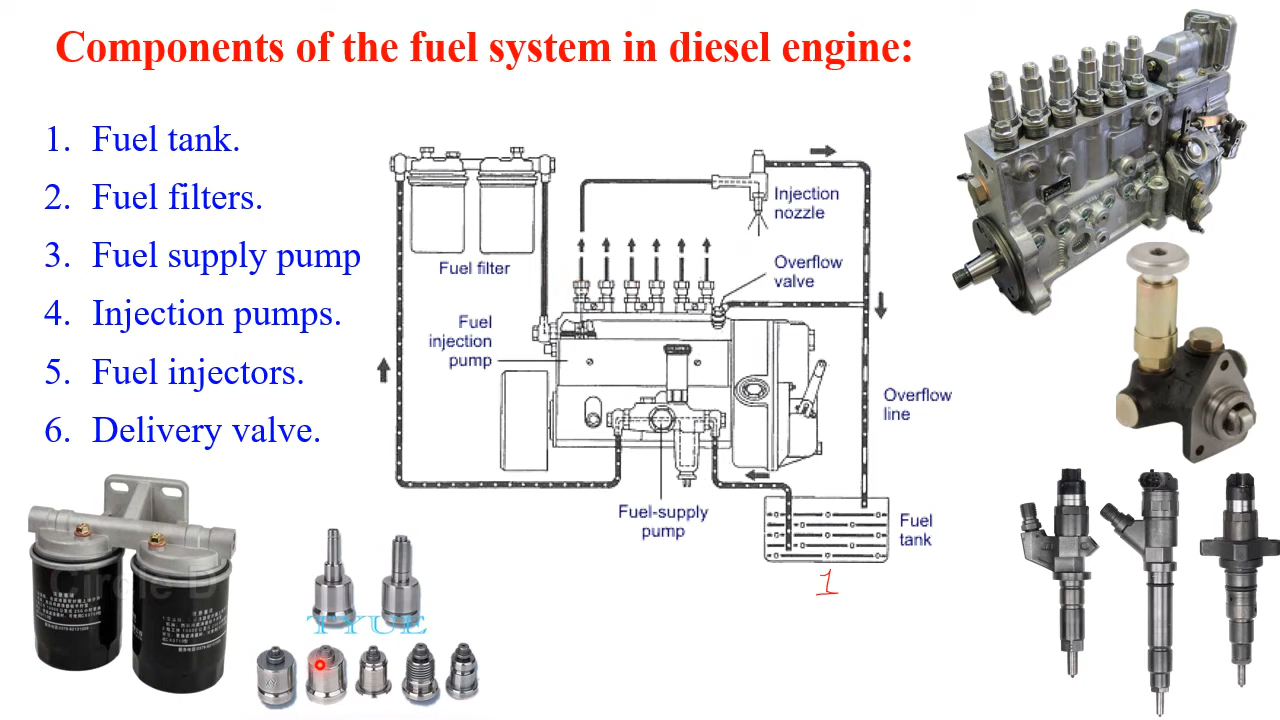 Components of the fuel system in diesel engine:
1. Fuel tank.
2. Fuel filters.
3. Fuel supply pump
4. Injection pumps.
5. Fuel injectors.
6. Delivery valve.
Injection
nozzle
Fuel filter
Overflow
valve
Fuel
injection
pump
Overflow
line
Fuel-supply
pump
Fuel
tank
1
TYUE